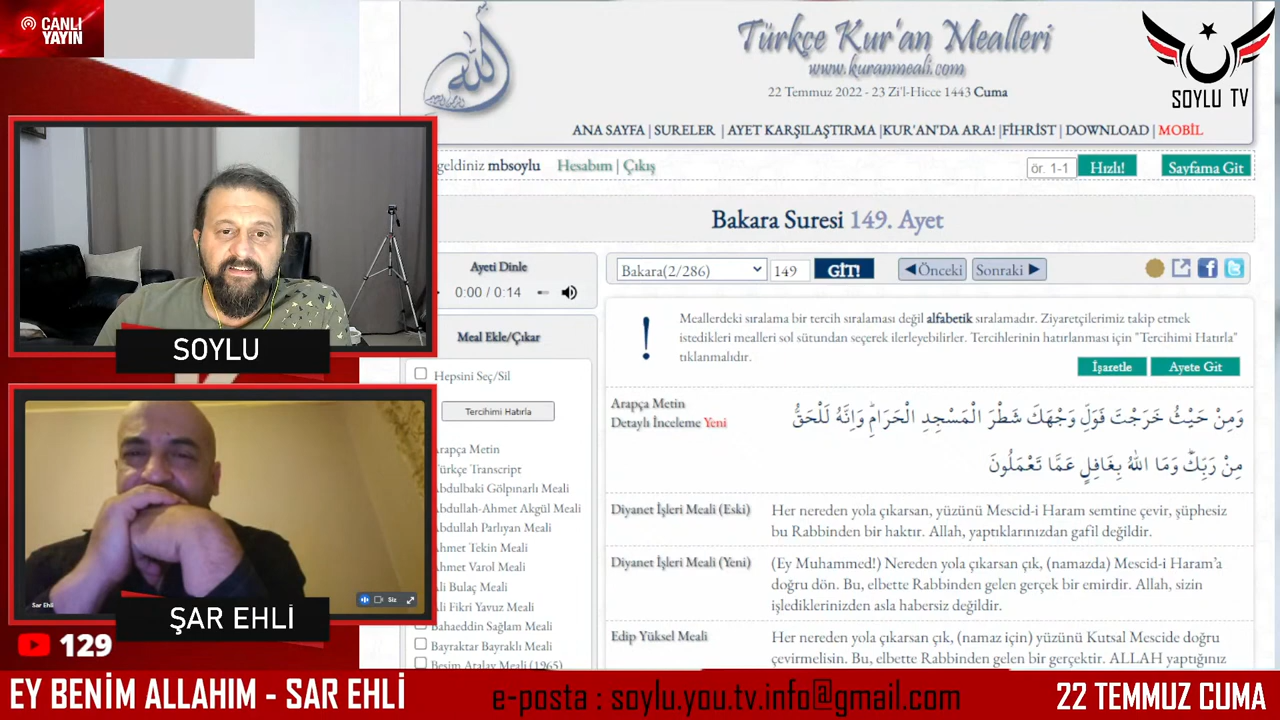 CANLI
YAYIN
Türkçe Kur'an Mealleri
www.kuranmeali.com
22 Temmuz 2022 - 23 Zi'l-Hicce 1443 Cuma
SOYLU TV
ANA SAYFA | SURELER | AYET KARŞILAŞTIRMA |KUR'AN'DA ARA! |FİHRİST | DOWNLOAD | MOBİL
geldiniz mbsoylu Hesabım | Çıkış
ör. 1-1 Hızlı! Sayfama Git
Bakara Suresi 149. Ayet
Ayeti Dinle
0:00 / 0:14
Bakara(2/286) 149 GİT! Önceki Sonraki
Meal Ekle/Çıkar
Hepsini Seç/Sil
Tercihimi Hatırla
Arapça Metin
Türkçe Transcript
Abdulbaki Gölpınarlı Meali
Abdullah-Ahmet Akgül Meali
Abdullah Parlıyan Meali
Ahmet Tekin Meali
Ahmet Varol Meali
Ali Bulaç Meali
Ali Fikri Yavuz Meali
Bahaeddin Sağlam Meali
Bayraktar Bayraklı Meali
Besim Atalay Meali (1965)
! Meallerdeki sıralama bir tercih sıralaması değil alfabetik sıralamadır. Ziyaretçilerimiz takip etmek
istedikleri mealleri sol sütundan seçerek ilerleyebilirler. Tercihlerinin hatırlanması için "Tercihimi Hatırla"
tıklanmalıdır.
İşaretle Ayete Git
Arapça Metin
Detaylı İnceleme Yeni
وَمِنْ حَيْثُ خَرَجْتَ فَوَلِّ وَجْهَكَ شَطْرَ الْمَسْجِدِ الْحَرَامِۜ وَاِنَّهُ لَلْحَقُّ
مِنْ رَبِّكَۜ وَمَا اللّٰهُ بِغَافِلٍ عَمَّا تَعْمَلُونَ
Diyanet İşleri Meali (Eski) Her nereden yola çıkarsan, yüzünü Mescid-i Haram semtine çevir, şüphesiz
bu Rabbinden bir haktır. Allah, yaptıklarınızdan gafil değildir.
Diyanet İşleri Meali (Yeni) (Ey Muhammed!) Nereden yola çıkarsan çık, (namazda) Mescid-i Haram'a
doğru dön. Bu, elbette Rabbinden gelen gerçek bir emirdir. Allah, sizin
işlediklerinizden asla habersiz değildir.
Edip Yüksel Meali Her nereden yola çıkarsan çık, (namaz için) yüzünü Kutsal Mescide doğru
çevirmelisin. Bu, elbette Rabbinden gelen bir gerçektir. ALLAH yaptığınız
SOYLU
Sar Ehli
Siz
ŞAR EHLİ
129
EY BENİM ALLAHIM - SAR EHLİ
e-posta : soylu.you.tv.info@gmail.com
22 TEMMUZ CUMA